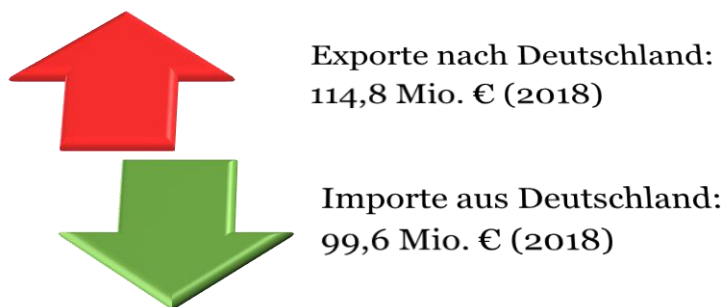 Exporte nach Deutschland:
114,8 Mio. € (2018)
Importe aus Deutschland:
99,6 Mio. € (2018)